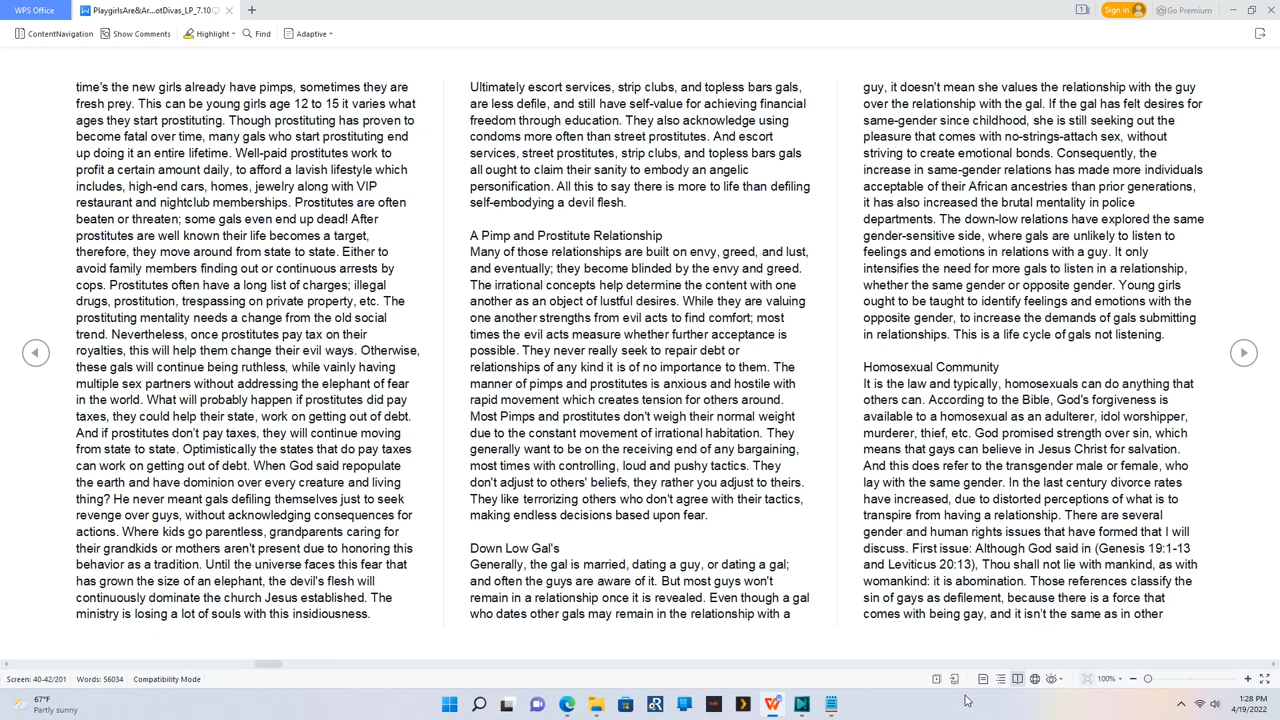 WPS Office
PlaygirlsAre&Ar...otDivas_LP_7.10
1
Sign in
Go Premium
ContentNavigation
Show Comments
Highlight
Find
Adaptive
time's the new girls already have pimps, sometimes they are
fresh prey. This can be young girls age 12 to 15 it varies what
ages they start prostituting. Though prostituting has proven to
become fatal over time, many gals who start prostituting end
up doing it an entire lifetime. Well-paid prostitutes work to
profit a certain amount daily, to afford a lavish lifestyle which
includes, high-end cars, homes, jewelry along with VIP
restaurant and nightclub memberships. Prostitutes are often
beaten or threaten; some gals even end up dead! After
prostitutes are well known their life becomes a target,
therefore, they move around from state to state. Either to
avoid family members finding out or continuous arrests by
cops. Prostitutes often have a long list of charges; illegal
drugs, prostitution, trespassing on private property, etc. The
prostituting mentality needs a change from the old social
trend. Nevertheless, once prostitutes pay tax on their
royalties, this will help them change their evil ways. Otherwise,
these gals will continue being ruthless, while vainly having
multiple sex partners without addressing the elephant of fear
in the world. What will probably happen if prostitutes did pay
taxes, they could help their state, work on getting out of debt.
And if prostitutes don't pay taxes, they will continue moving
from state to state. Optimistically the states that do pay taxes
can work on getting out of debt. When God said repopulate
the earth and have dominion over every creature and living
thing? He never meant gals defiling themselves just to seek
revenge over guys, without acknowledging consequences for
actions. Where kids go parentless, grandparents caring for
their grandkids or mothers aren't present due to honoring this
behavior as a tradition. Until the universe faces this fear that
has grown the size of an elephant, the devil's flesh will
continuously dominate the church Jesus established. The
ministry is losing a lot of souls with this insidiousness.
Ultimately escort services, strip clubs, and topless bars gals,
are less defile, and still have self-value for achieving financial
freedom through education. They also acknowledge using
condoms more often than street prostitutes. And escort
services, street prostitutes, strip clubs, and topless bars gals
all ought to claim their sanity to embody an angelic
personification. All this to say there is more to life than defiling
self-embodying a devil flesh.
A Pimp and Prostitute Relationship
Many of those relationships are built on envy, greed, and lust,
and eventually; they become blinded by the envy and greed.
The irrational concepts help determine the content with one
another as an object of lustful desires. While they are valuing
one another strengths from evil acts to find comfort; most
times the evil acts measure whether further acceptance is
possible. They never really seek to repair debt or
relationships of any kind it is of no importance to them. The
manner of pimps and prostitutes is anxious and hostile with
rapid movement which creates tension for others around.
Most Pimps and prostitutes don't weigh their normal weight
due to the constant movement of irrational habitation. They
generally want to be on the receiving end of any bargaining,
most times with controlling, loud and pushy tactics. They
don't adjust to others' beliefs, they rather you adjust to theirs.
They like terrorizing others who don't agree with their tactics,
making endless decisions based upon fear.
Down Low Gal's
Generally, the gal is married, dating a guy, or dating a gal;
and often the guys are aware of it. But most guys won't
remain in a relationship once it is revealed. Even though a gal
who dates other gals may remain in the relationship with a
guy, it doesn't mean she values the relationship with the guy
over the relationship with the gal. If the gal has felt desires for
same-gender since childhood, she is still seeking out the
pleasure that comes with no-strings-attach sex, without
striving to create emotional bonds. Consequently, the
increase in same-gender relations has made more individuals
acceptable of their African ancestries than prior generations,
it has also increased the brutal mentality in police
departments. The down-low relations have explored the same
gender-sensitive side, where gals are unlikely to listen to
feelings and emotions in relations with a guy. It only
intensifies the need for more gals to listen in a relationship,
whether the same gender or opposite gender. Young girls
ought to be taught to identify feelings and emotions with the
opposite gender, to increase the demands of gals submitting
in relationships. This is a life cycle of gals not listening.
Homosexual Community
It is the law and typically, homosexuals can do anything that
others can. According to the Bible, God's forgiveness is
available to a homosexual as an adulterer, idol worshipper,
murderer, thief, etc. God promised strength over sin, which
means that gays can believe in Jesus Christ for salvation.
And this does refer to the transgender male or female, who
lay with the same gender. In the last century divorce rates
have increased, due to distorted perceptions of what is to
transpire from having a relationship. There are several
gender and human rights issues that have formed that I will
discuss. First issue: Although God said in (Genesis 19:1-13
and Leviticus 20:13), Thou shall not lie with mankind, as with
womankind: it is abomination. Those references classify the
sin of gays as defilement, because there is a force that
comes with being gay, and it isn't the same as in other
Screen: 40-42/201
Words: 56034
Compatibility Mode
100%
67°F
Partly sunny
1:28 PM
4/19/2022